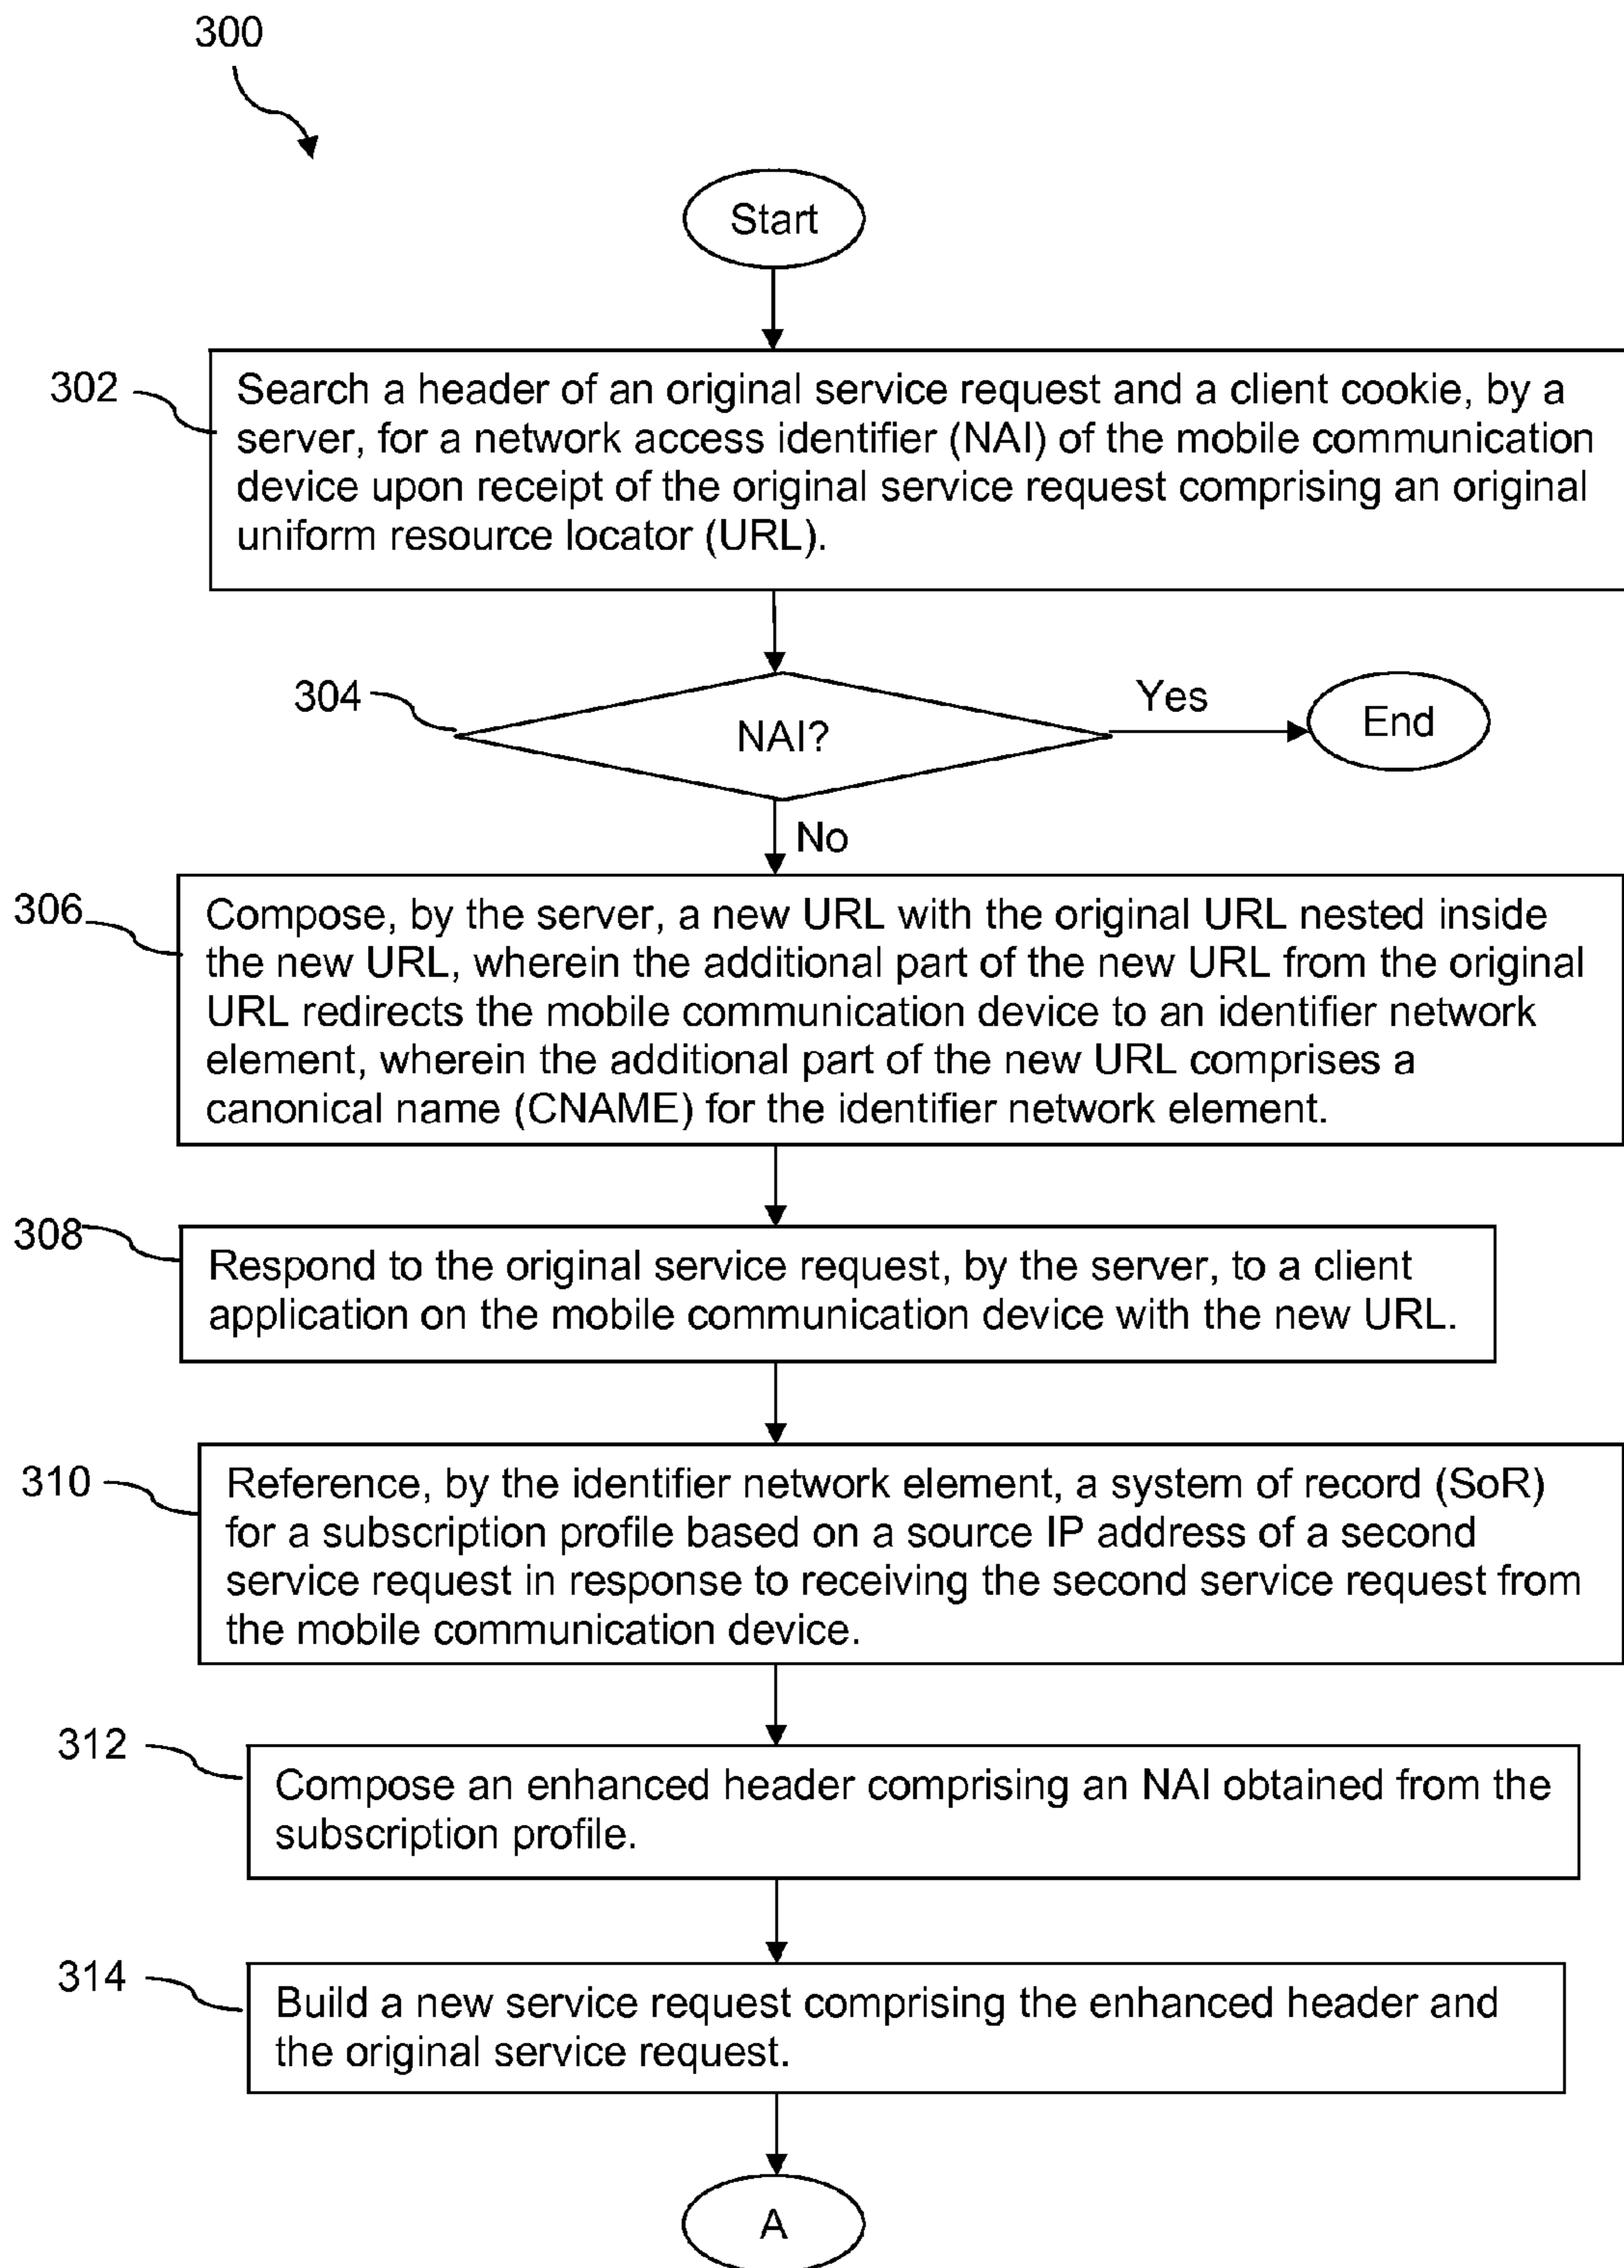 300
Start
302
Search a header of an original service request and a client cookie, by a
server, for a network access identifier (NAI) of the mobile communication
device upon receipt of the original service request comprising an original
uniform resource locator (URL).
304
NAI?
Yes
End
No
306
Compose, by the server, a new URL with the original URL nested inside
the new URL, wherein the additional part of the new URL from the original
URL redirects the mobile communication device to an identifier network
element, wherein the additional part of the new URL comprises a
canonical name (CNAME) for the identifier network element.
308
Respond to the original service request, by the server, to a client
application on the mobile communication device with the new URL.
310
Reference, by the identifier network element, a system of record (SoR)
for a subscription profile based on a source IP address of a second
service request in response to receiving the second service request from
the mobile communication device.
312
Compose an enhanced header comprising an NAI obtained from the
subscription profile.
314
Build a new service request comprising the enhanced header and
the original service request.
A